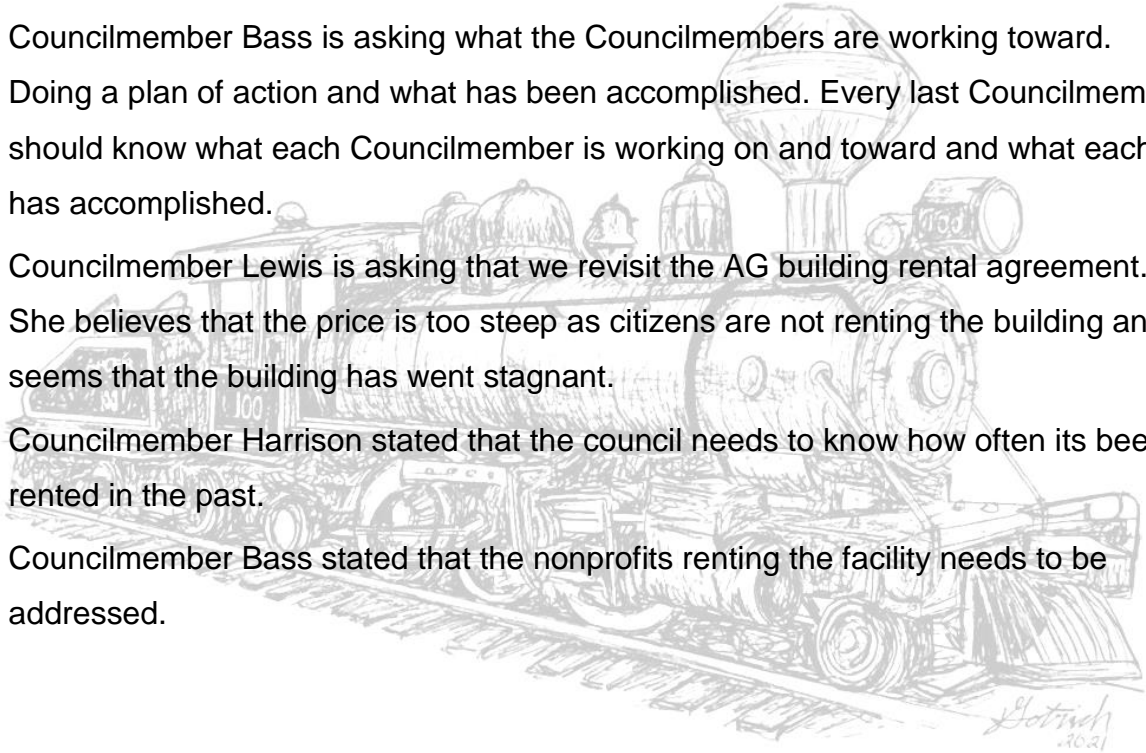 Councilmember Bass is asking what the Councilmembers are working toward.
Doing a plan of action and what has been accomplished. Every last Councilmem
should know what each Councilmember is working on and toward and what each
has accomplished.
Councilmember Lewis is asking that we revisit the AG building rental agreement.
She believes that the price is too steep as citizens are not renting the building an
seems that the building has went stagnant.
Councilmember Harrison stated that the council needs to know how often its bee
rented in the past.
Councilmember Bass stated that the nonprofits renting the facility needs to be
addressed.
100
100
2021